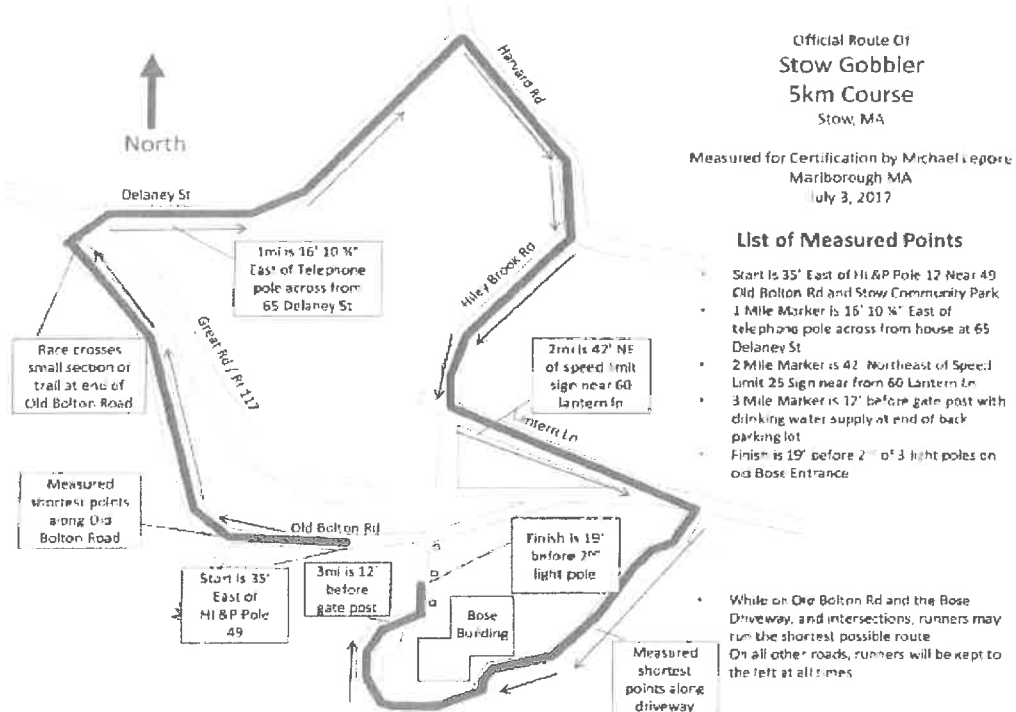 Official Route Of
Stow Gobbler
5km Course
Stow, MA
Measured for Certification by Michael Lepore
Marlborough MA
July 3, 2017
List of Measured Points
• Start is 35' East of HL&P Pole 12 Near 49
Old Bolton Rd and Stow Community Park
• 1 Mile Marker is 16' 10 ¾" East of
telephone pole across from house at 65
Delaney St
• 2 Mile Marker is 42' Northeast of Speed
Limit 25 Sign near from 60 Lantern Ln
• 3 Mile Marker is 12' before gate post with
drinking water supply at end of back
parking lot
• Finish is 19' before 2nd of 3 light poles on
old Bose Entrance
• While on Old Bolton Rd and the Bose
Driveway, and intersections, runners may
run the shortest possible route
On all other roads, runners will be kept to
the left at all times
North
Harvard Rd
Delaney St
1mi is 16' 10 ¾"
East of Telephone
pole across from
65 Delaney St
Hiley Brook Rd
Great Rd / Rt 117
Race crosses
small section of
trail at end of
Old Bolton Road
2mi is 42' NE
of speed limit
sign near 60
lantern ln
Lantern Ln
Measured
shortest points
along Old
Bolton Road
Old Bolton Rd
Start is 35'
East of
HL&P Pole
49
3mi is 12'
before
gate post
Finish is 19'
before 2nd
light pole
Bose
Building
Measured
shortest
points along
driveway